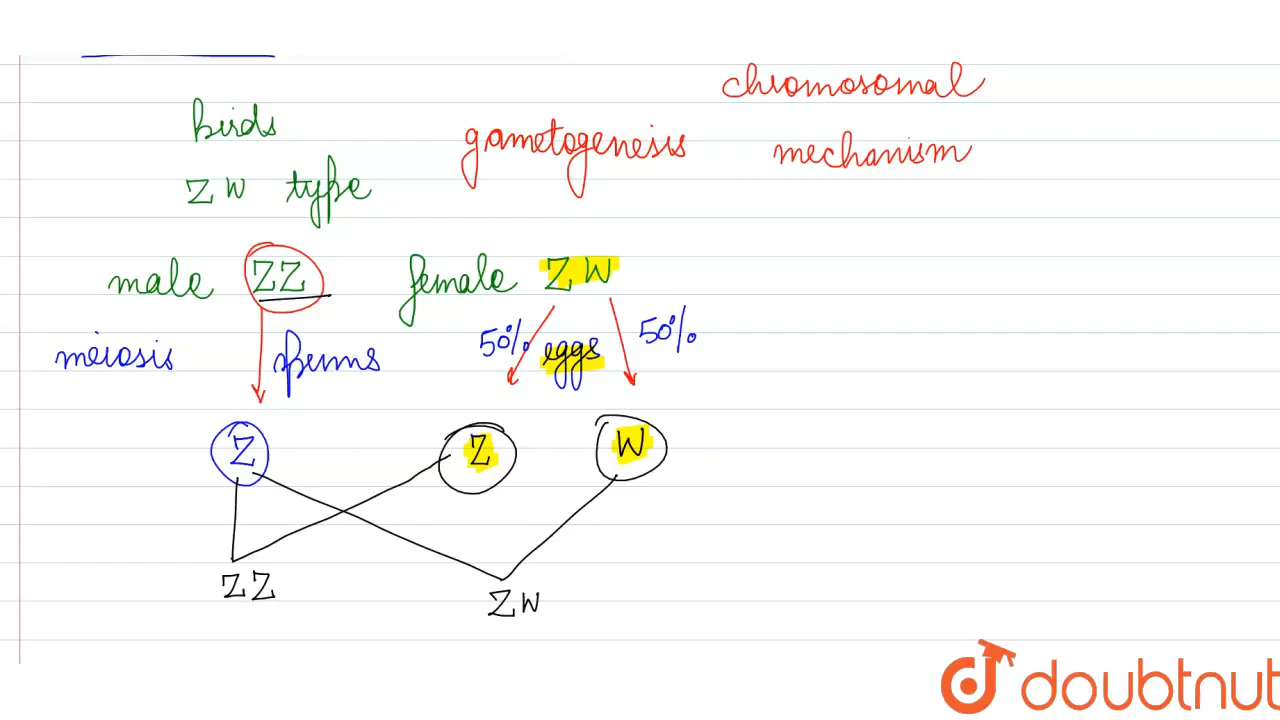 chromosomal
birds
gametogenesis
mechanism
ZW type
male ZZ female ZW
50% 50%
meiosis sperms eggs
Z Z W
ZZ
ZW
doubtnut